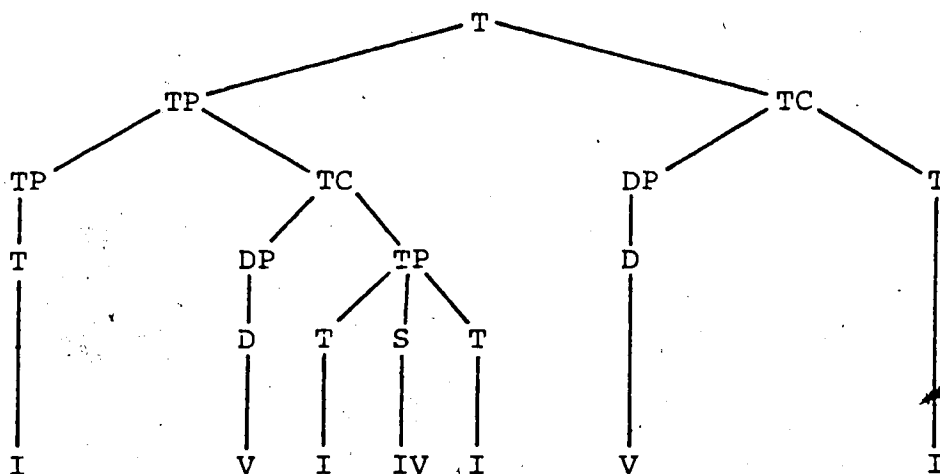 T
TP TC
TP TC DP T
T DP TP D
D T S T
I V I IV I V I